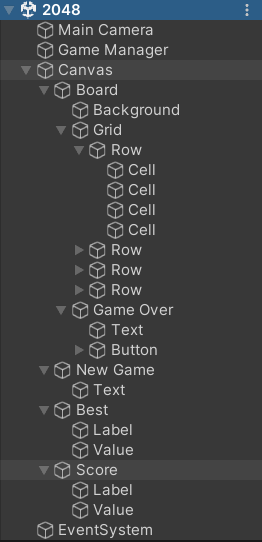 2048
Main Camera
Game Manager
Canvas
Board
Background
Grid
Row
Cell
Cell
Cell
Cell
Row
Row
Row
Game Over
Text
Button
New Game
Text
Best
Label
Value
Score
Label
Value
EventSystem